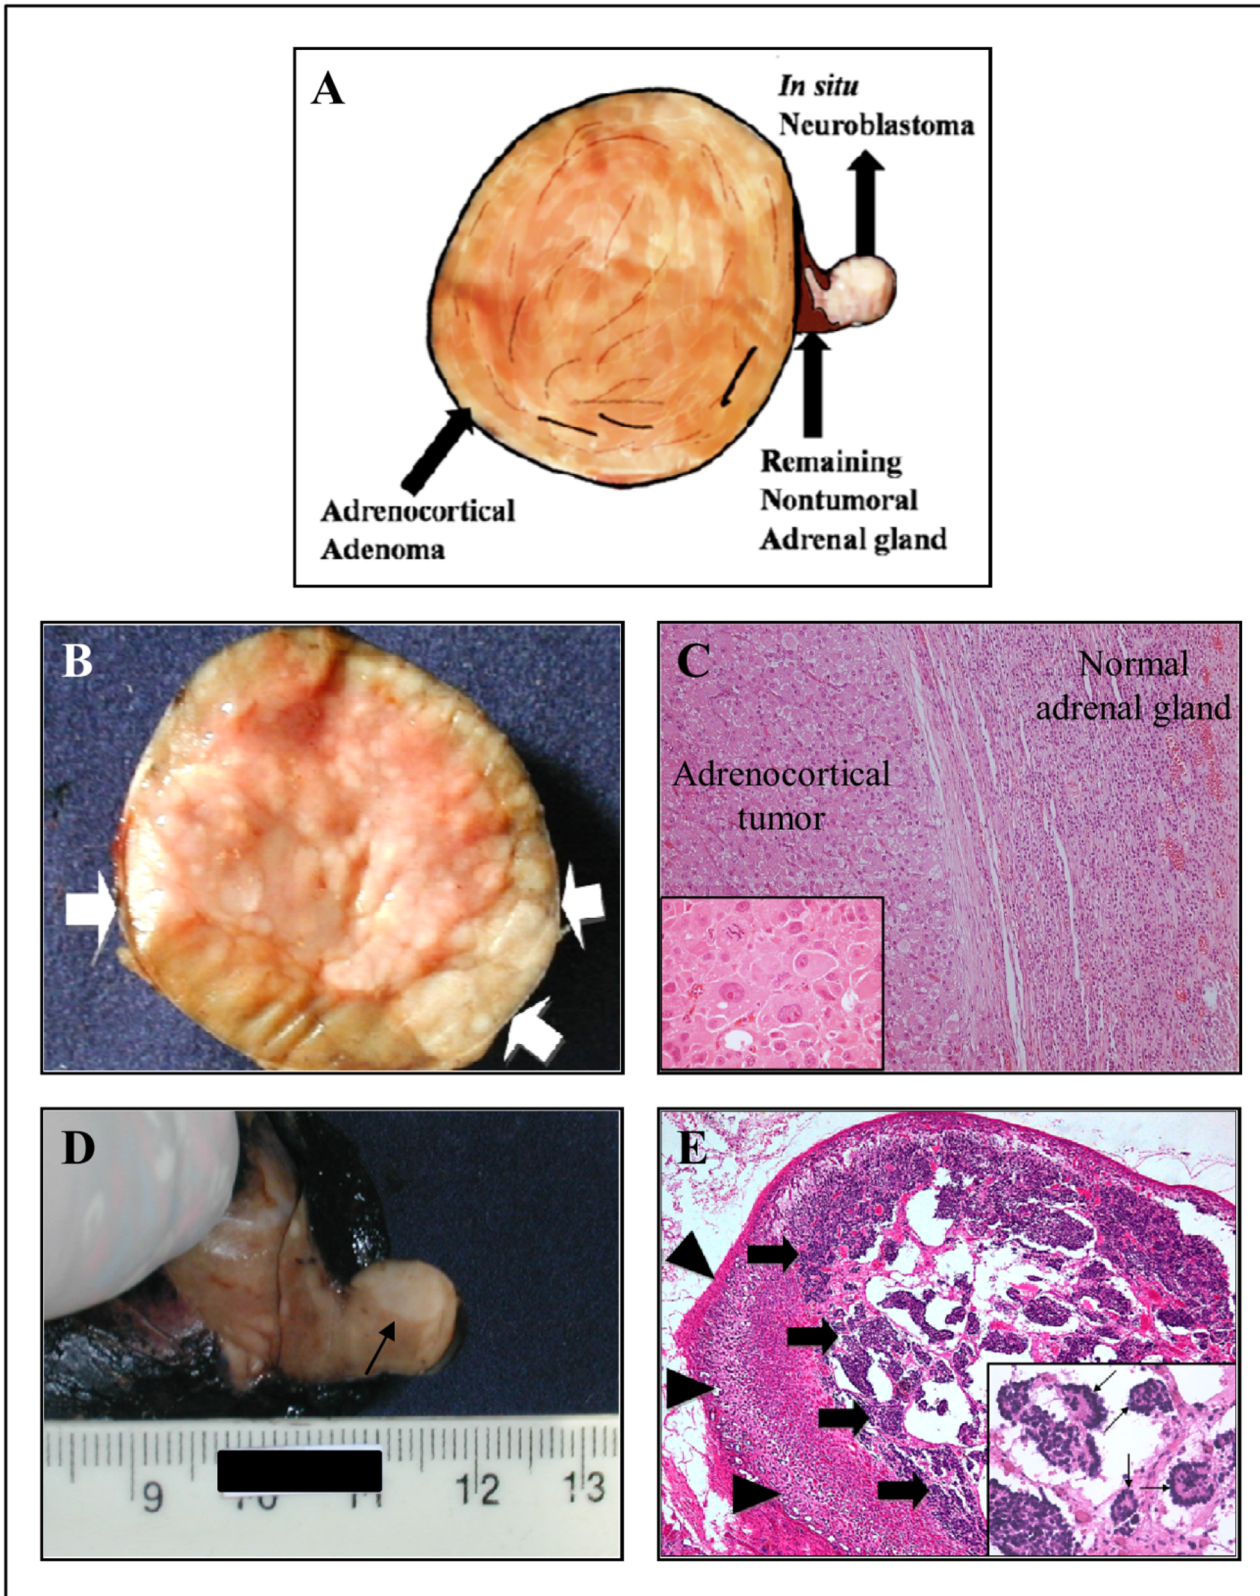 A
In situ
Neuroblastoma
Adrenocortical
Adenoma
Remaining
Nontumoral
Adrenal gland
B
C
Normal
adrenal gland
Adrenocortical
tumor
D
9
12
13
E